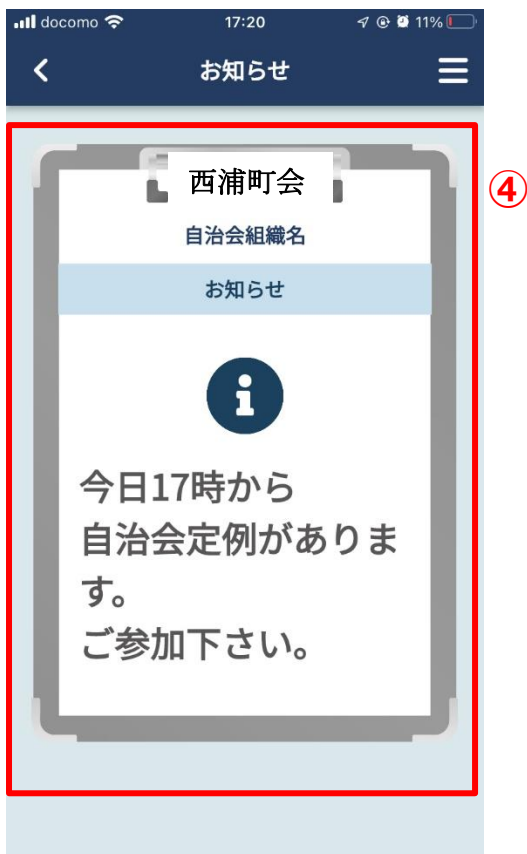 docomo 17:20 11%
お知らせ
④
西浦町会
自治会組織名
お知らせ
今日17時から
自治会定例がありま
す。
ご参加下さい。